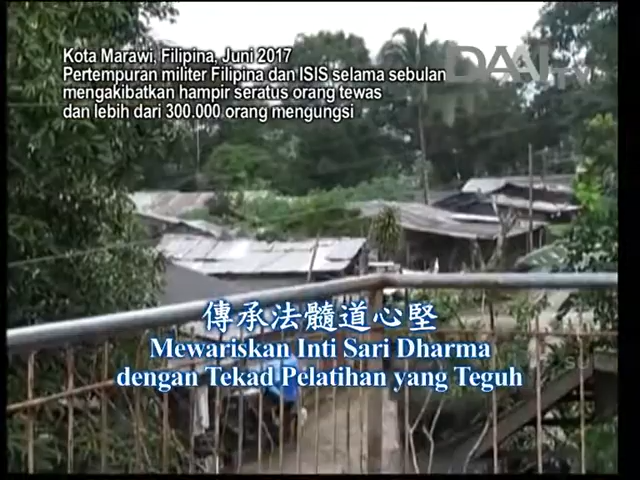 Kota Marawi, Filipina, Juni 2017
Pertempuran militer Filipina dan ISIS selama sebulan
mengakibatkan hampir seratus orang tewas
dan lebih dari 300.000 orang mengungsi
DAAI TV
傳承法髓道心堅
Mewariskan Inti Sari Dharma
dengan Tekad Pelatihan yang Teguh